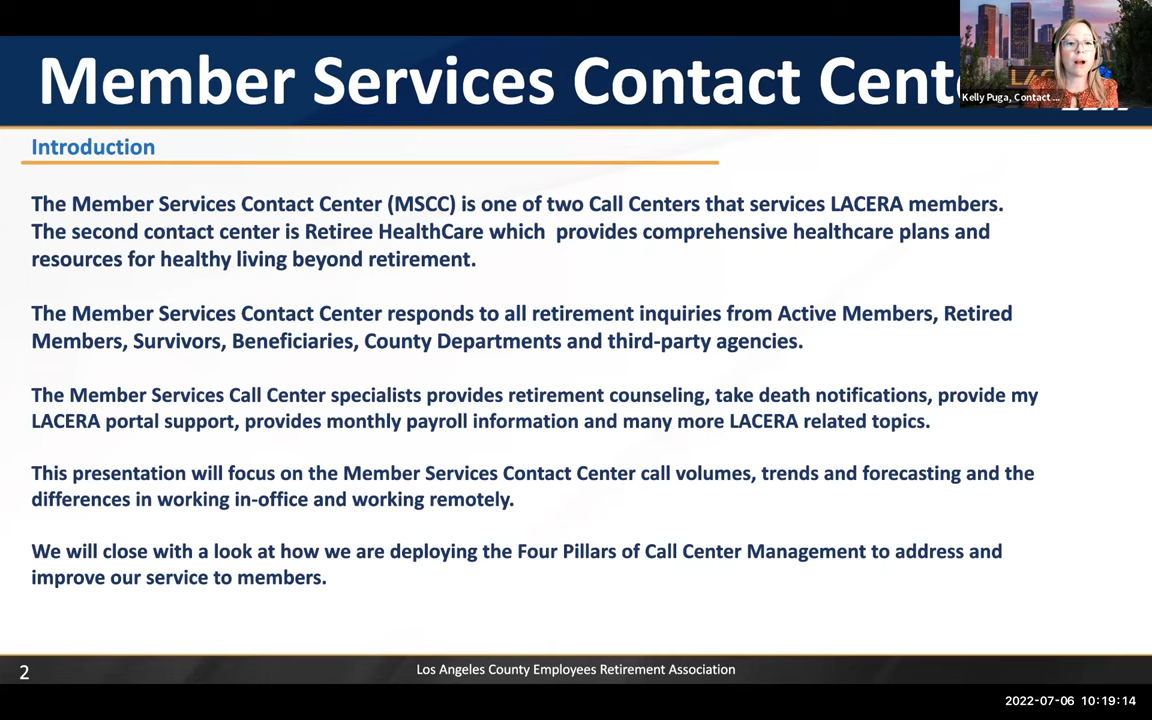 Member Services Contact Cent
Kelly Puga, Contact ...
Introduction
The Member Services Contact Center (MSCC) is one of two Call Centers that services LACERA members.
The second contact center is Retiree HealthCare which provides comprehensive healthcare plans and
resources for healthy living beyond retirement.
The Member Services Contact Center responds to all retirement inquiries from Active Members, Retired
Members, Survivors, Beneficiaries, County Departments and third-party agencies.
The Member Services Call Center specialists provides retirement counseling, take death notifications, provide my
LACERA portal support, provides monthly payroll information and many more LACERA related topics.
This presentation will focus on the Member Services Contact Center call volumes, trends and forecasting and the
differences in working in-office and working remotely.
We will close with a look at how we are deploying the Four Pillars of Call Center Management to address and
improve our service to members.
2
Los Angeles County Employees Retirement Association
2022-07-06 10:19:14